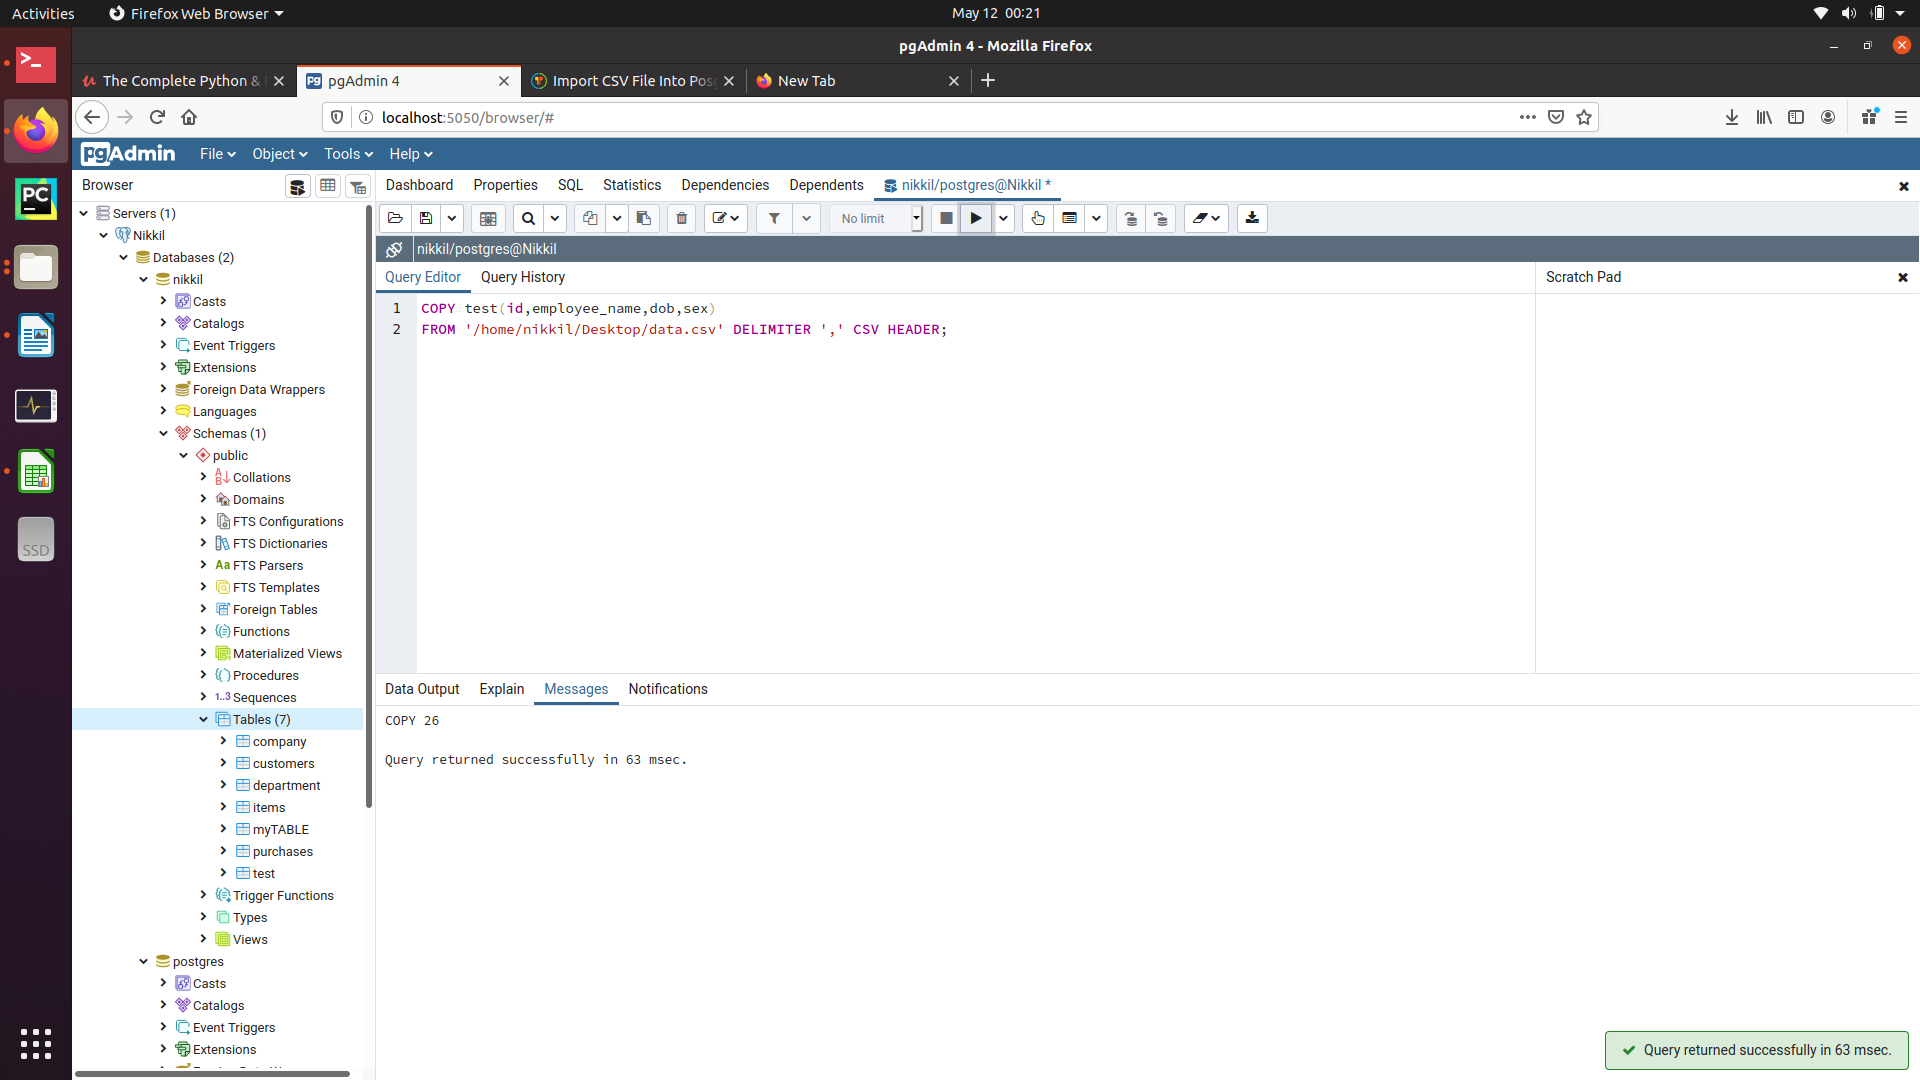 Activities
Firefox Web Browser
May 12 00:21
pgAdmin 4 - Mozilla Firefox
The Complete Python &
pgAdmin 4
Import CSV File Into Pos
New Tab
localhost:5050/browser/#
pgAdmin
File
Object
Tools
Help
Browser
Dashboard
Properties
SQL
Statistics
Dependencies
Dependents
nikkil/postgres@Nikkil *
No limit
nikkil/postgres@Nikkil
Query Editor
Query History
Scratch Pad
1 COPY test(id,employee_name,dob,sex)
2 FROM '/home/nikkil/Desktop/data.csv' DELIMITER ',' CSV HEADER;
Servers (1)
Nikkil
Databases (2)
nikkil
Casts
Catalogs
Event Triggers
Extensions
Foreign Data Wrappers
Languages
Schemas (1)
public
Collations
Domains
FTS Configurations
FTS Dictionaries
Aa FTS Parsers
FTS Templates
Foreign Tables
Functions
Materialized Views
Procedures
1..3 Sequences
Tables (7)
company
customers
department
items
myTABLE
purchases
test
Trigger Functions
Types
Views
postgres
Casts
Catalogs
Event Triggers
Extensions
Data Output
Explain
Messages
Notifications
COPY 26
Query returned successfully in 63 msec.
Query returned successfully in 63 msec.
PC
SSD